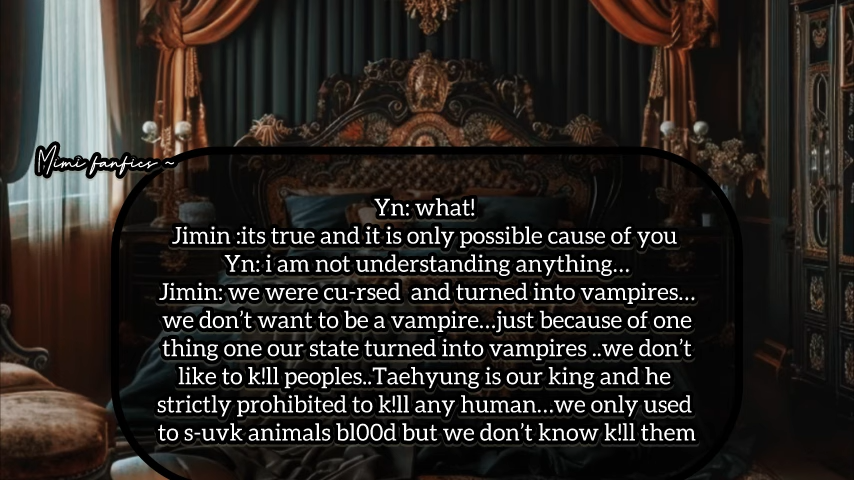 Mimi fanfics ~
Yn: what!
Jimin :its true and it is only possible cause of you
Yn: i am not understanding anything...
Jimin: we were cu-rsed and turned into vampires...
we don't want to be a vampire...just because of one
thing one our state turned into vampires ..we don't
like to k!ll peoples..Taehyung is our king and he
strictly prohibited to k!ll any human...we only used
to s-uvk animals bl00d but we don't know k!ll them